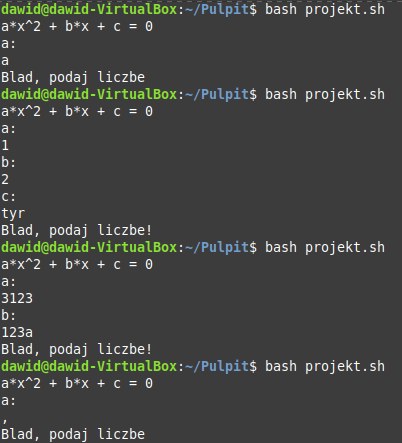 dawid@dawid-VirtualBox:~/Pulpit$ bash projekt.sh
a*x^2 + b*x + c = 0
a:
a
Blad, podaj liczbe
dawid@dawid-VirtualBox:~/Pulpit$ bash projekt.sh
a*x^2 + b*x + c = 0
a:
1
b:
2
c:
tyr
Blad, podaj liczbe!
dawid@dawid-VirtualBox:~/Pulpit$ bash projekt.sh
a*x^2 + b*x + c = 0
a:
3123
b:
123a
Blad, podaj liczbe!
dawid@dawid-VirtualBox:~/Pulpit$ bash projekt.sh
a*x^2 + b*x + c = 0
a:
,
Blad, podaj liczbe